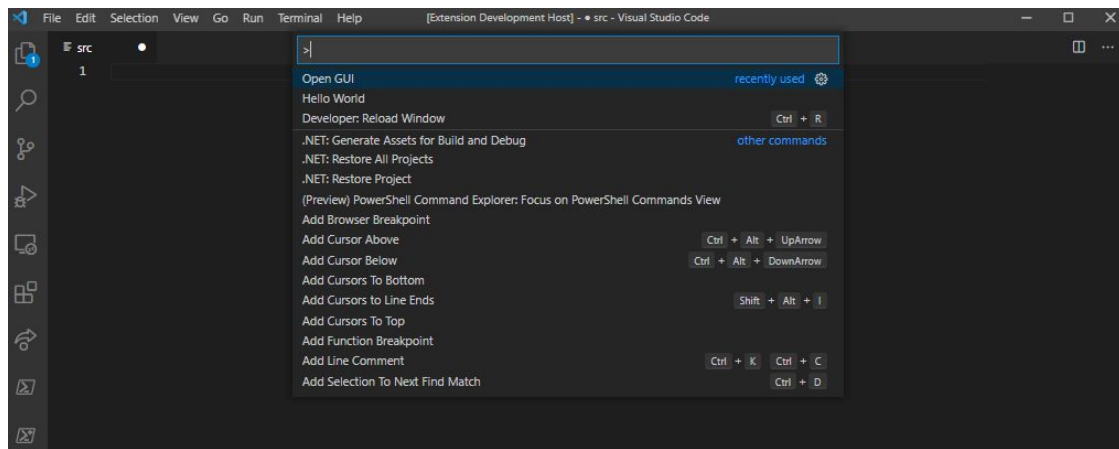 File Edit Selection View Go Run Terminal Help [Extension Development Host] - ● src - Visual Studio Code
src ●
1
1
>
Open GUI recently used
Hello World
Developer: Reload Window Ctrl + R
.NET: Generate Assets for Build and Debug other commands
.NET: Restore All Projects
.NET: Restore Project
(Preview) PowerShell Command Explorer: Focus on PowerShell Commands View
Add Browser Breakpoint
Add Cursor Above Ctrl + Alt + UpArrow
Add Cursor Below Ctrl + Alt + DownArrow
Add Cursors To Bottom
Add Cursors to Line Ends Shift + Alt + I
Add Cursors To Top
Add Function Breakpoint
Add Line Comment Ctrl + K Ctrl + C
Add Selection To Next Find Match Ctrl + D